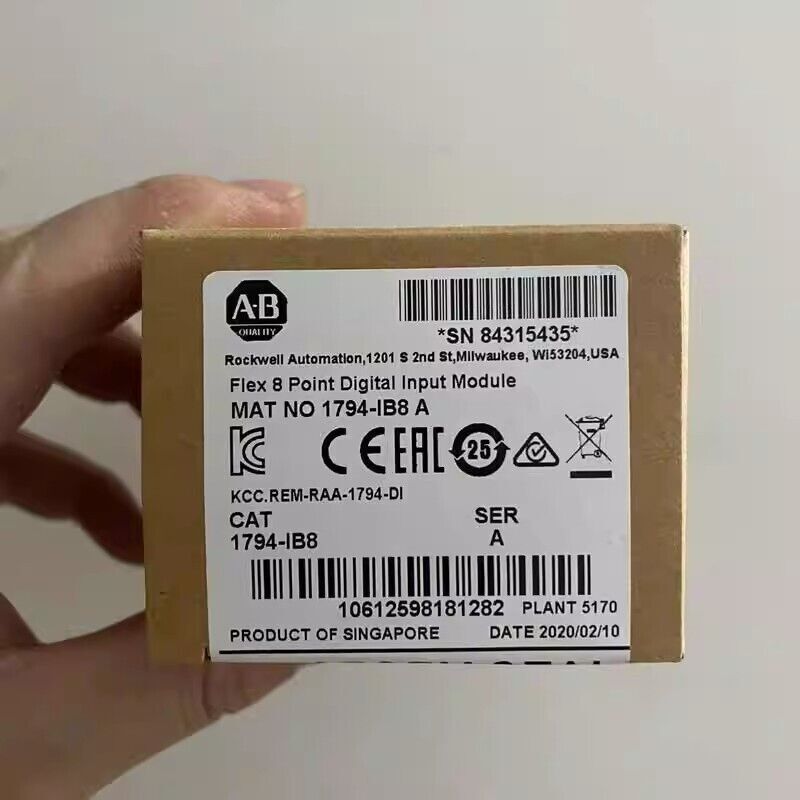 A-B
QUALITY
*SN 84315435*
Rockwell Automation,1201 S 2nd St,Milwaukee, Wi53204,USA
Flex 8 Point Digital Input Module
MAT NO 1794-IB8 A
CE EAC 25
KCC.REM-RAA-1794-DI
CAT SER
1794-IB8 A
10612598181282 PLANT 5170
PRODUCT OF SINGAPORE DATE 2020/02/10